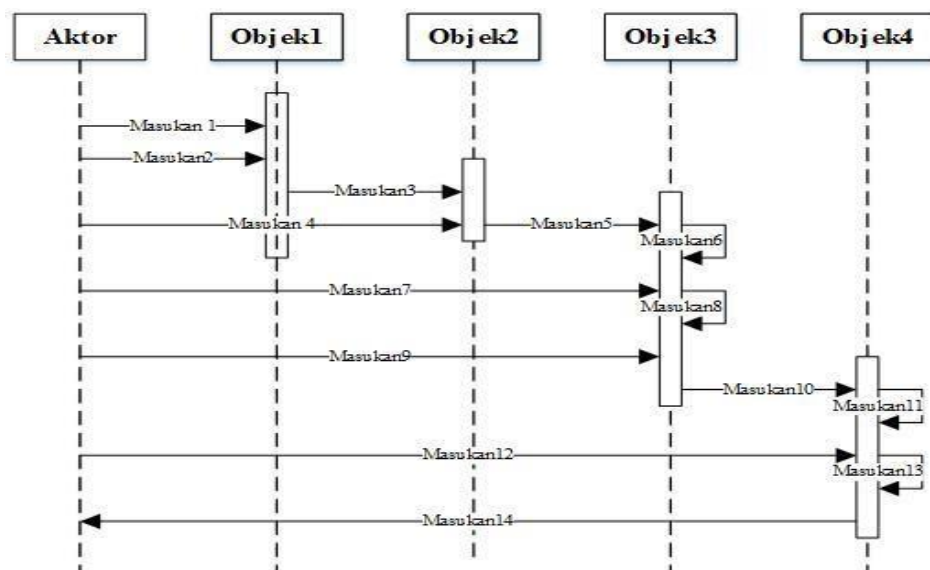 Aktor
Objek1
Objek2
Objek3
Objek4
Masukan 1
Masukan2
Masukan3
Masukan 4
Masukan5
Masukan6
Masukan7
Masukan8
Masukan9
Masukan10
Masukan11
Masukan12
Masukan13
Masukan14